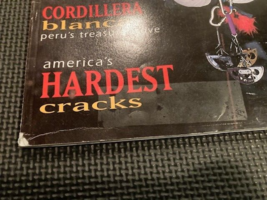 CORDILLERA
blanca
peru's treasure trove
america's
HARDEST
cracks